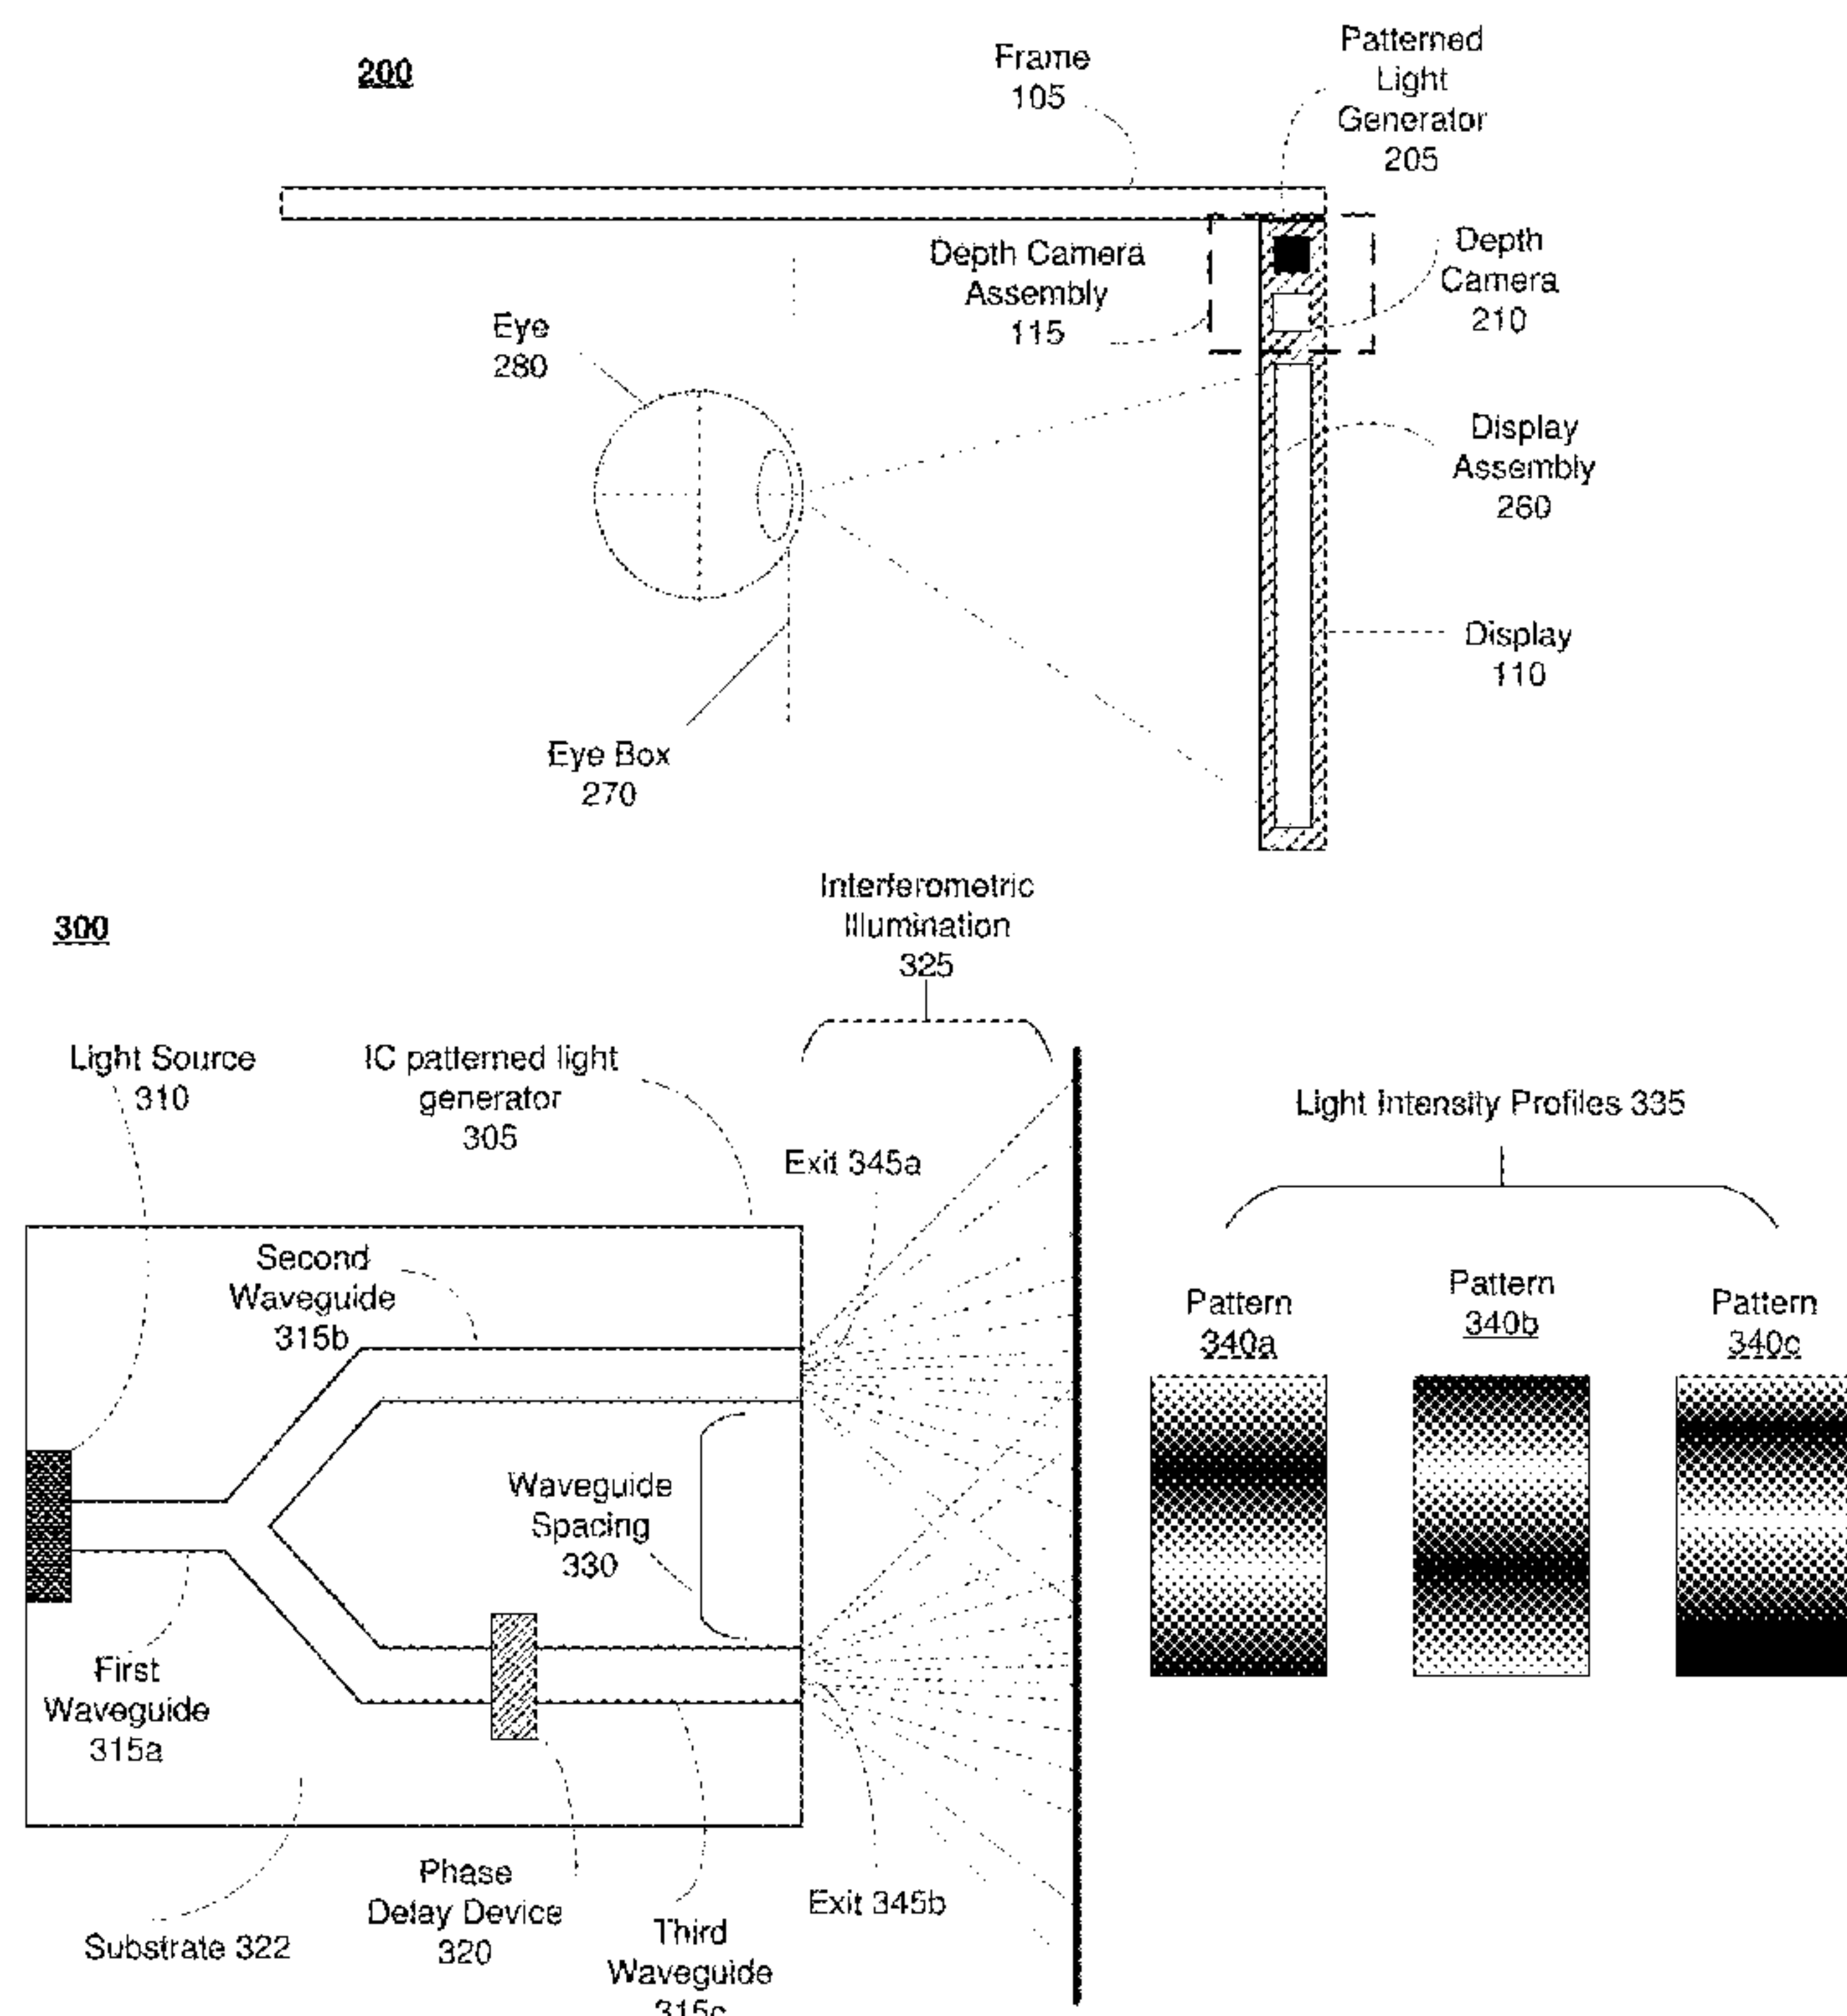 200
Frame
105
Patterned
Light
Generator
205
Depth Camera
Assembly
115
Depth
Camera
210
Eye
280
Display
Assembly
260
Display
110
Eye Box
270
300
Interferometric
Illumination
325
Light Source
310
IC patterned light
generator
305
Exit 345a
Light Intensity Profiles 335
Second
Waveguide
315b
Pattern
340a
Pattern
340b
Pattern
340c
Waveguide
Spacing
330
First
Waveguide
315a
Substrate 322
Phase
Delay Device
320
Third
Waveguide
315c
Exit 345b